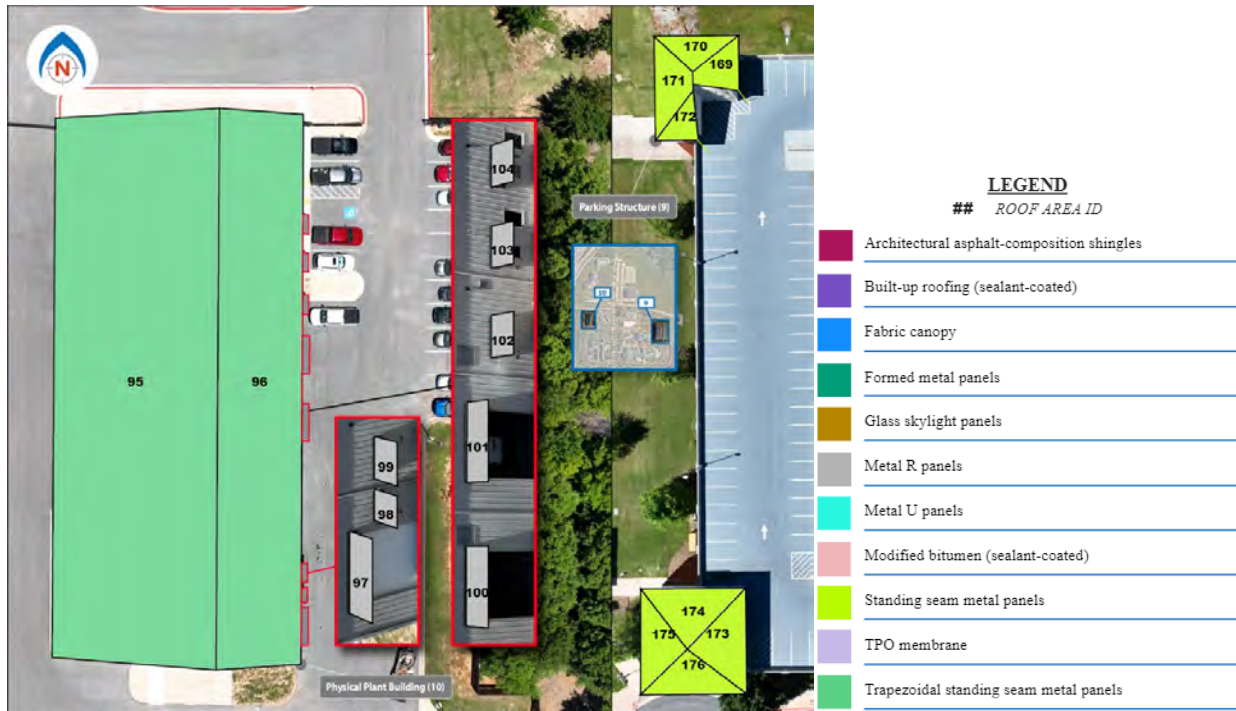 N
170
169
171
172
104
Parking Structure (9)
103
10
9
102
95
96
101
99
98
97
100
174
175
173
176
Physical Plant Building (10)
LEGEND
## ROOF AREA ID
Architectural asphalt-composition shingles
Built-up roofing (sealant-coated)
Fabric canopy
Formed metal panels
Glass skylight panels
Metal R panels
Metal U panels
Modified bitumen (sealant-coated)
Standing seam metal panels
TPO membrane
Trapezoidal standing seam metal panels